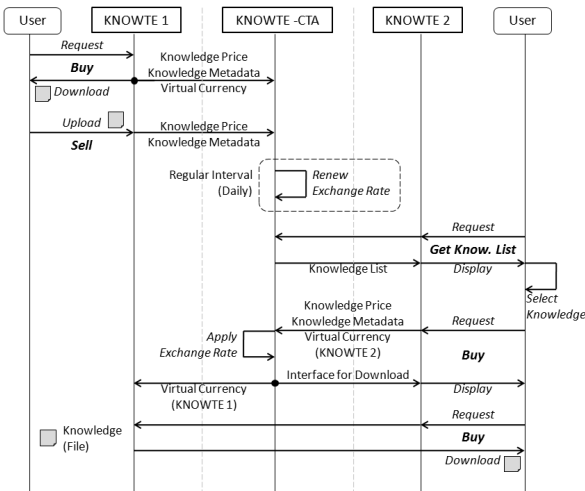 User
KNOWTE 1
KNOWTE -CTA
KNOWTE 2
User
Request
Buy
Knowledge Price
Knowledge Metadata
Virtual Currency
Download
Upload
Sell
Knowledge Price
Knowledge Metadata
Regular Interval
(Daily)
Renew
Exchange Rate
Request
Get Know. List
Knowledge List
Display
Select
Knowledge
Knowledge Price
Knowledge Metadata
Virtual Currency
(KNOWTE 2)
Request
Apply
Exchange Rate
Buy
Interface for Download
Virtual Currency
(KNOWTE 1)
Display
Request
Knowledge
(File)
Buy
Download